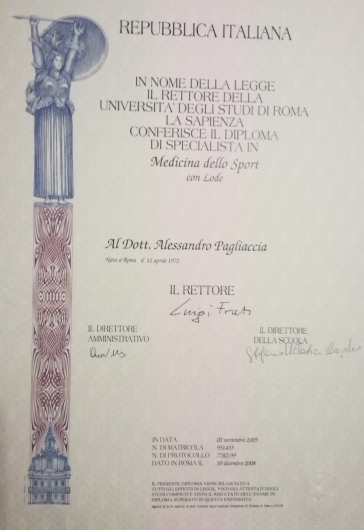 REPUBBLICA ITALIANA
IN NOME DELLA LEGGE
IL RETTORE DELLA
UNIVERSITA' DEGLI STUDI DI ROMA
LA SAPIENZA
CONFERISCE IL DIPLOMA
DI SPECIALISTA IN
Medicina dello Sport
con Lode
Al Dott. Alessandro Pagliaccia
Nato a Roma il 11 aprile 1972
IL RETTORE
Luigi Frati
IL DIRETTORE
AMMINISTRATIVO
IL DIRETTORE
DELLA SCUOLA
IN DATA 02 novembre 2005
N. DI MATRICOLA 951435
N. DI PROTOCOLLO 7782/99
DATO IN ROMA IL 10 dicembre 2008
IL PRESENTE DIPLOMA VIENE RILASCIATO A
TUTTI GLI EFFETTI DI LEGGE, VISTI GLI ATTESTATI DEGLI
STUDI COMPIUTI E VISTO IL RISULTATO DELL'ESAME DI
DIPLOMA SUPERATO IN QUESTA UNIVERSITÀ